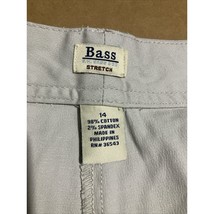 Bass
STRETCH
14
98% COTTON
2% SPANDEX
MADE IN
PHILIPPINES
RN# 36543